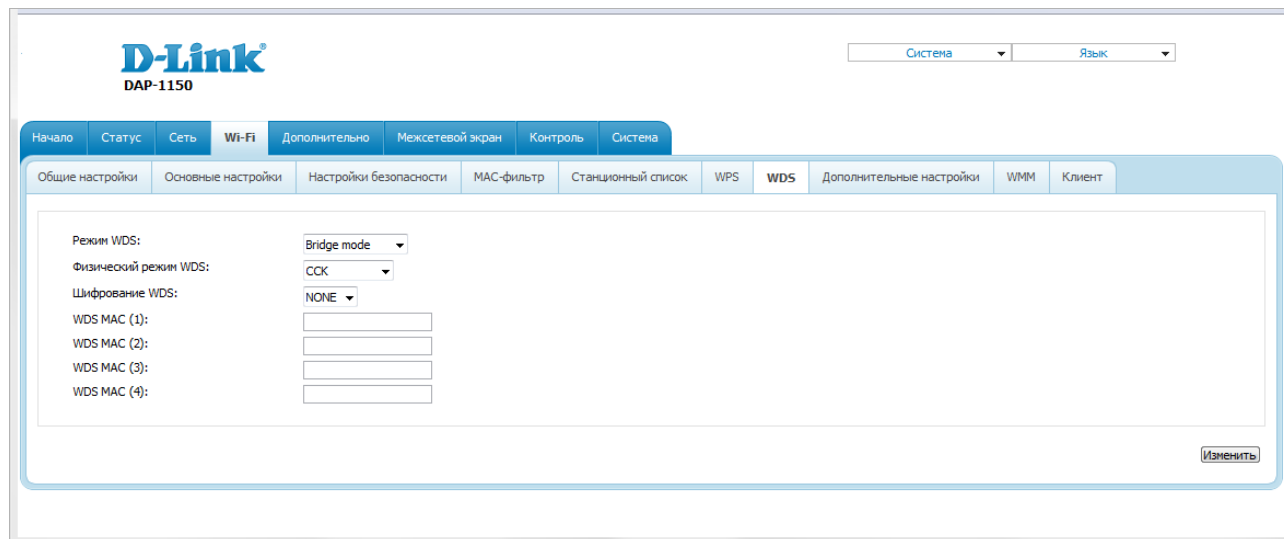 D-Link®
Система Язык
DAP-1150
Начало Статус Сеть Wi-Fi Дополнительно Межсетевой экран Контроль Система
Общие настройки Основные настройки Настройки безопасности MAC-фильтр Станционный список WPS WDS Дополнительные настройки WMM Клиент
Режим WDS: Bridge mode
Физический режим WDS: CCK
Шифрование WDS: NONE
WDS MAC (1):
WDS MAC (2):
WDS MAC (3):
WDS MAC (4):
Изменить